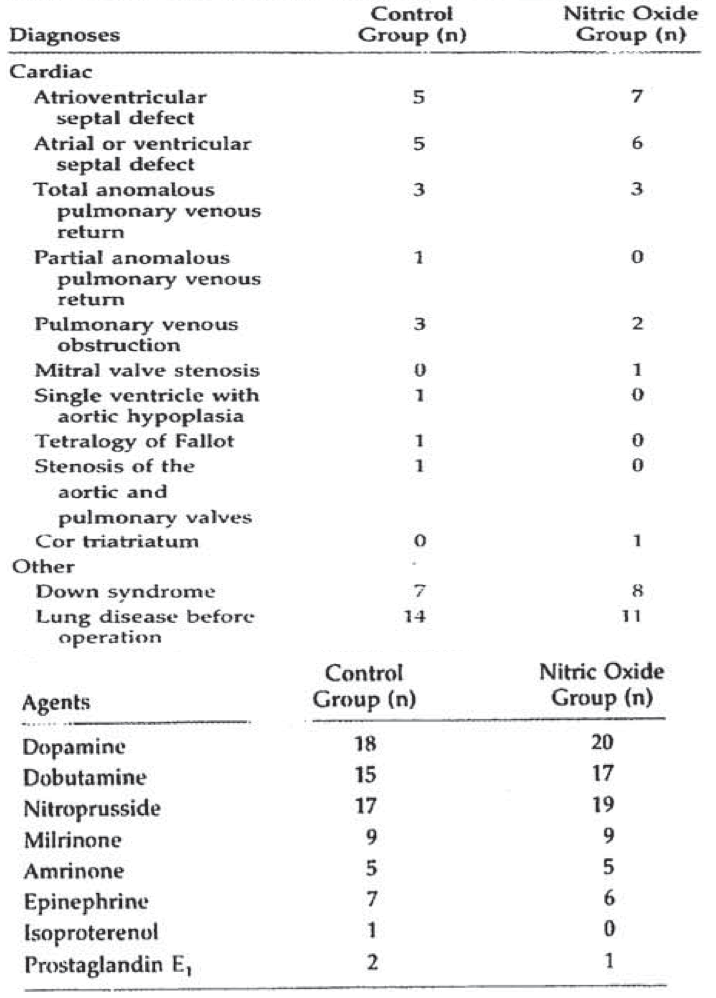 Diagnoses Control Group (n) Nitric Oxide Group (n)
Cardiac
Atrioventricular septal defect 5 7
Atrial or ventricular septal defect 5 6
Total anomalous pulmonary venous return 3 3
Partial anomalous pulmonary venous return 1 0
Pulmonary venous obstruction 3 2
Mitral valve stenosis 0 1
Single ventricle with aortic hypoplasia 1 0
Tetralogy of Fallot 1 0
Stenosis of the aortic and pulmonary valves 1 0
Cor triatriatum 0 1
Other
Down syndrome 7 8
Lung disease before operation 14 11
Agents Control Group (n) Nitric Oxide Group (n)
Dopamine 18 20
Dobutamine 15 17
Nitroprusside 17 19
Milrinone 9 9
Amrinone 5 5
Epinephrine 7 6
Isoproterenol 1 0
Prostaglandin E₁ 2 1